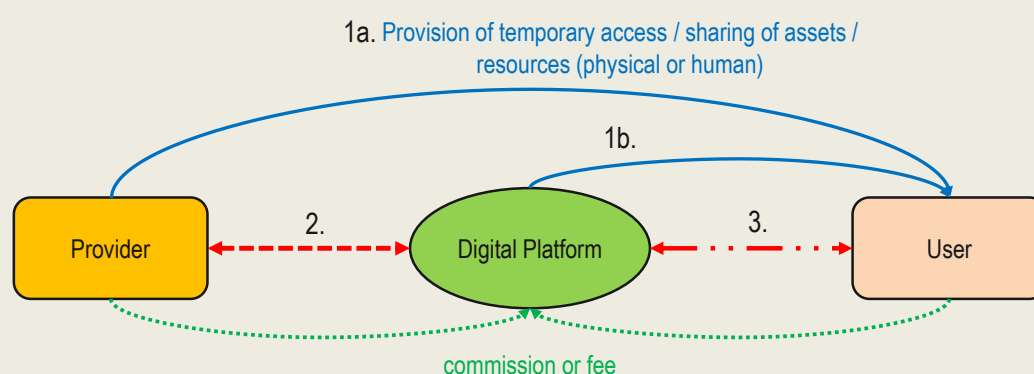 1a. Provision of temporary access / sharing of assets /
resources (physical or human)
1b.
2.
3.
Provider
Digital Platform
User
commission or fee